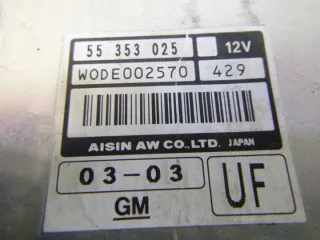 55 353 025 12V
WODE002570 429
AISIN AW CO.,LTD. JAPAN
03-03 UF
GM